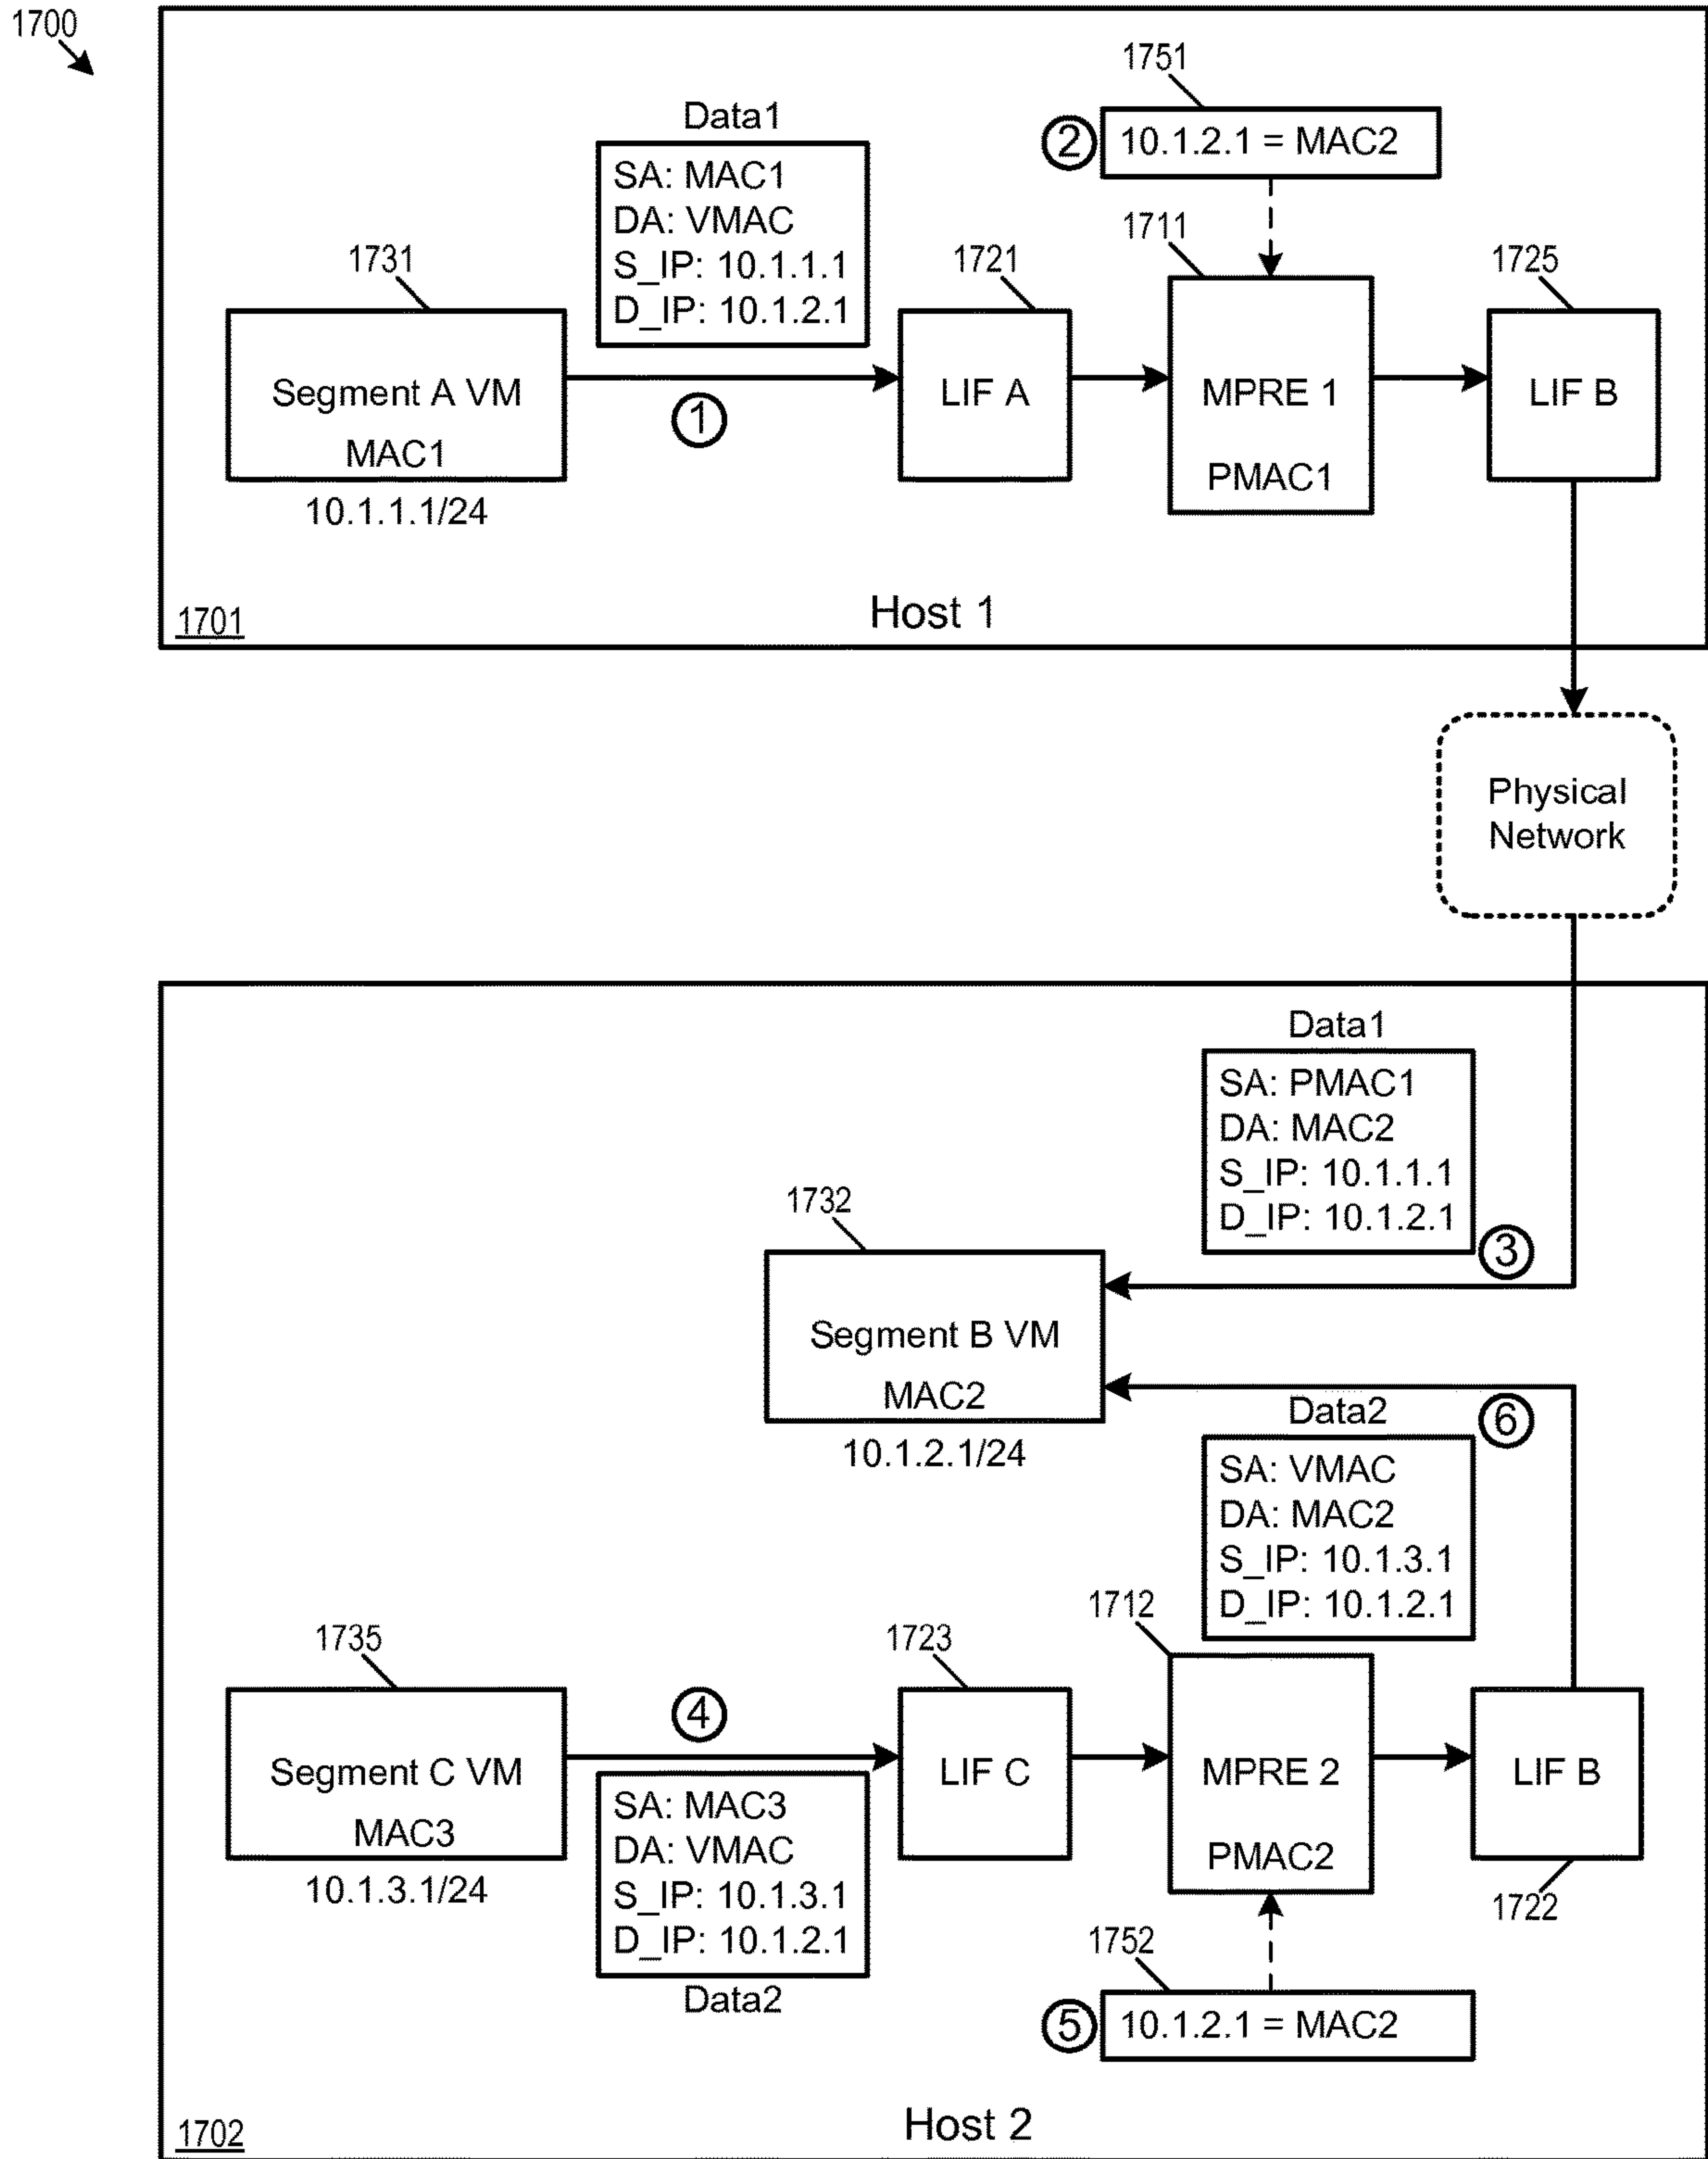 1700
1751
Data1
② 10.1.2.1 = MAC2
SA: MAC1
DA: VMAC
S_IP: 10.1.1.1
D_IP: 10.1.2.1
1731
1721
1711
1725
Segment A VM
MAC1
10.1.1.1/24
①
LIF A
MPRE 1
PMAC1
LIF B
1701
Host 1
Physical
Network
Data1
SA: PMAC1
DA: MAC2
S_IP: 10.1.1.1
D_IP: 10.1.2.1
③
1732
Segment B VM
MAC2
10.1.2.1/24
Data2
⑥
SA: VMAC
DA: MAC2
S_IP: 10.1.3.1
D_IP: 10.1.2.1
1735
1723
1712
Segment C VM
MAC3
10.1.3.1/24
④
SA: MAC3
DA: VMAC
S_IP: 10.1.3.1
D_IP: 10.1.2.1
Data2
LIF C
MPRE 2
PMAC2
LIF B
1722
1752
⑤ 10.1.2.1 = MAC2
1702
Host 2